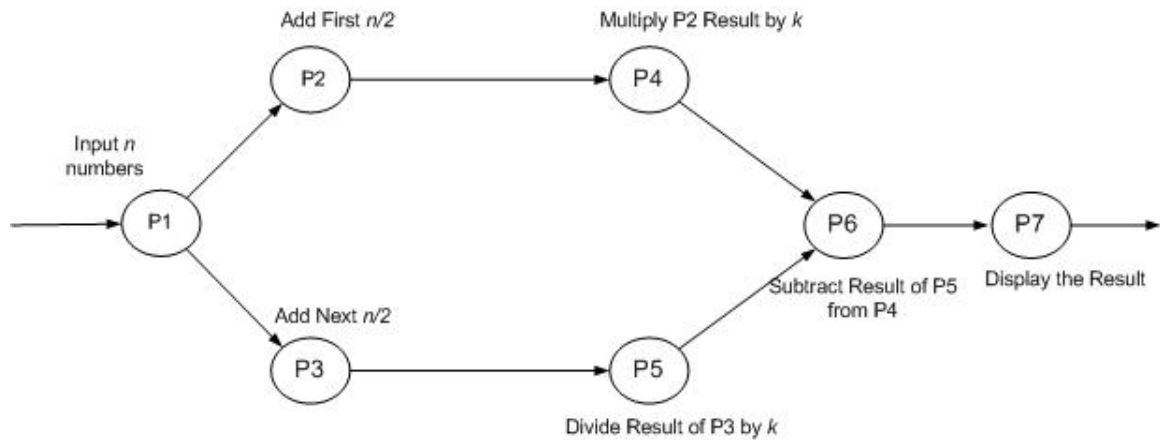 Add First n/2
Multiply P2 Result by k
P2
P4
Input n
numbers
P1
P6
P7
Subtract Result of P5
from P4
Display the Result
Add Next n/2
P3
P5
Divide Result of P3 by k